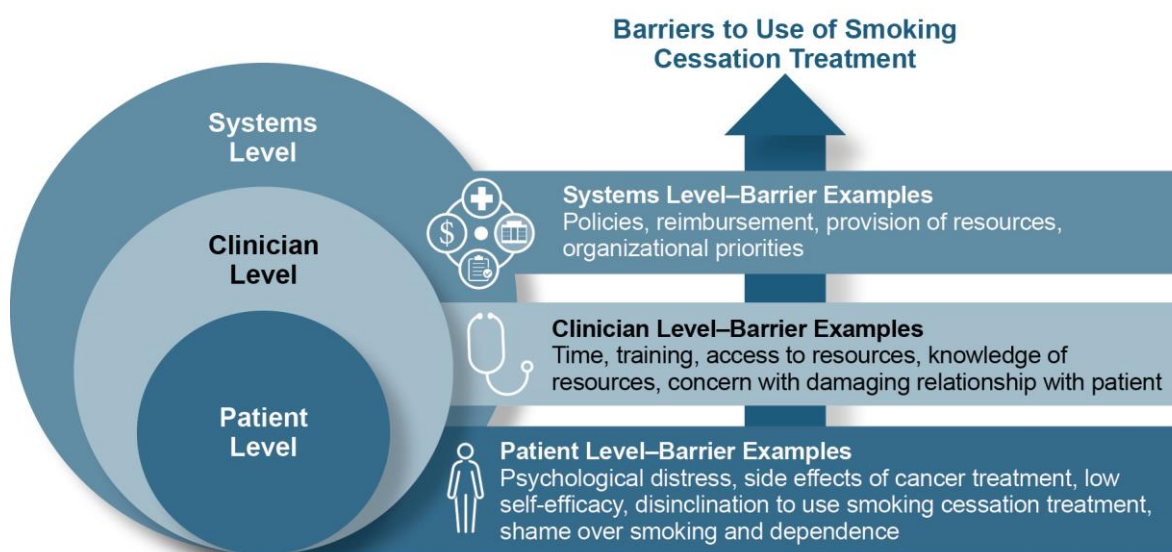 Barriers to Use of Smoking
Cessation Treatment
Systems
Level
Systems Level–Barrier Examples
Policies, reimbursement, provision of resources,
organizational priorities
$
Clinician
Level
Clinician Level–Barrier Examples
Time, training, access to resources, knowledge of
resources, concern with damaging relationship with patient
Patient
Level
Patient Level–Barrier Examples
Psychological distress, side effects of cancer treatment, low
self-efficacy, disinclination to use smoking cessation treatment,
shame over smoking and dependence